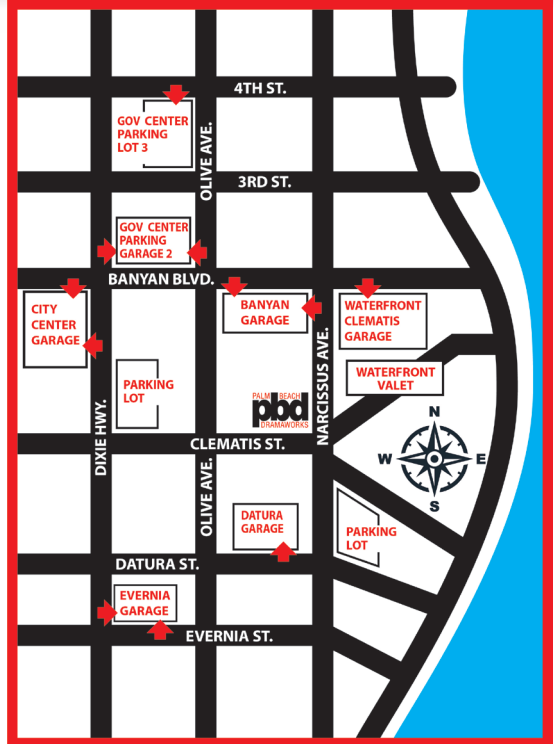 4TH ST.
GOV CENTER
PARKING
LOT 3
OLIVE AVE.
3RD ST.
GOV CENTER
PARKING
GARAGE 2
BANYAN BLVD.
CITY
CENTER
GARAGE
BANYAN
GARAGE
WATERFRONT
CLEMATIS
GARAGE
NARCISSUS AVE.
WATERFRONT
VALET
PARKING
LOT
PALM BEACH
pbd
DRAMAWORKS
DIXIE HWY.
N
W E
S
CLEMATIS ST.
OLIVE AVE.
DATURA
GARAGE
PARKING
LOT
DATURA ST.
EVERNIA
GARAGE
EVERNIA ST.